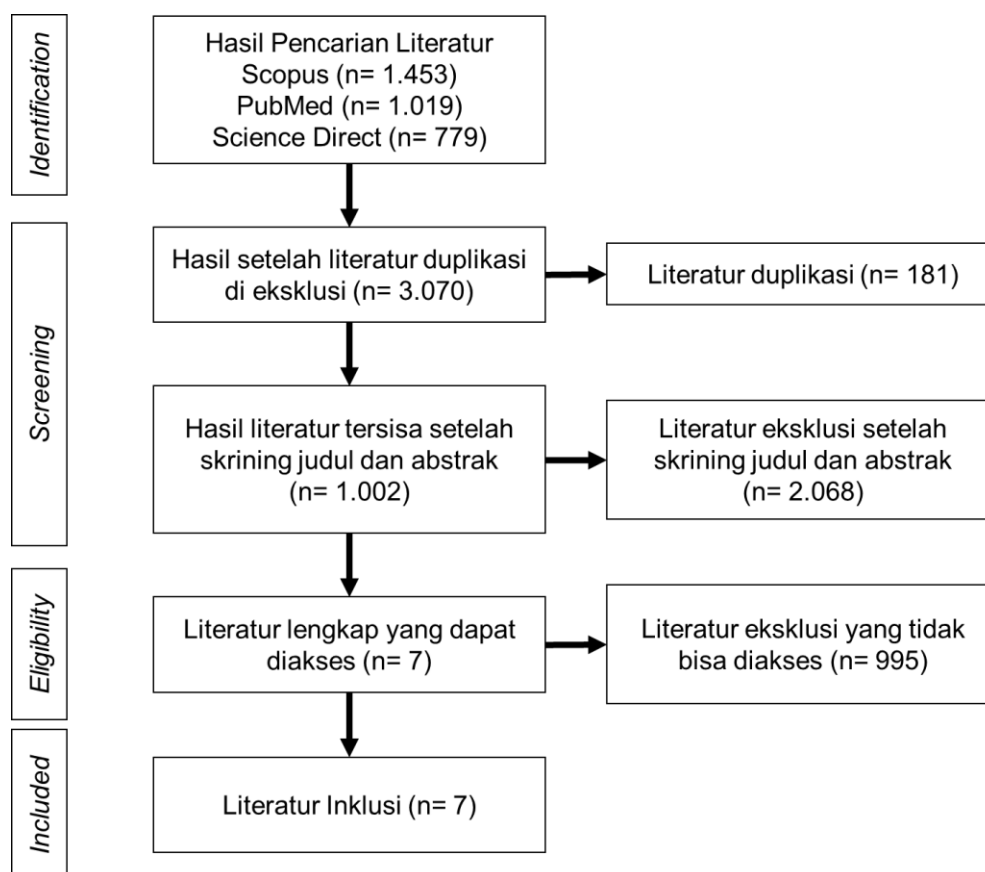 Identification
Hasil Pencarian Literatur
Scopus (n= 1.453)
PubMed (n= 1.019)
Science Direct (n= 779)
Screening
Hasil setelah literatur duplikasi
di eksklusi (n= 3.070)
Literatur duplikasi (n= 181)
Hasil literatur tersisa setelah
skrining judul dan abstrak
(n= 1.002)
Literatur eksklusi setelah
skrining judul dan abstrak
(n= 2.068)
Eligibility
Literatur lengkap yang dapat
diakses (n= 7)
Literatur eksklusi yang tidak
bisa diakses (n= 995)
Included
Literatur Inklusi (n= 7)